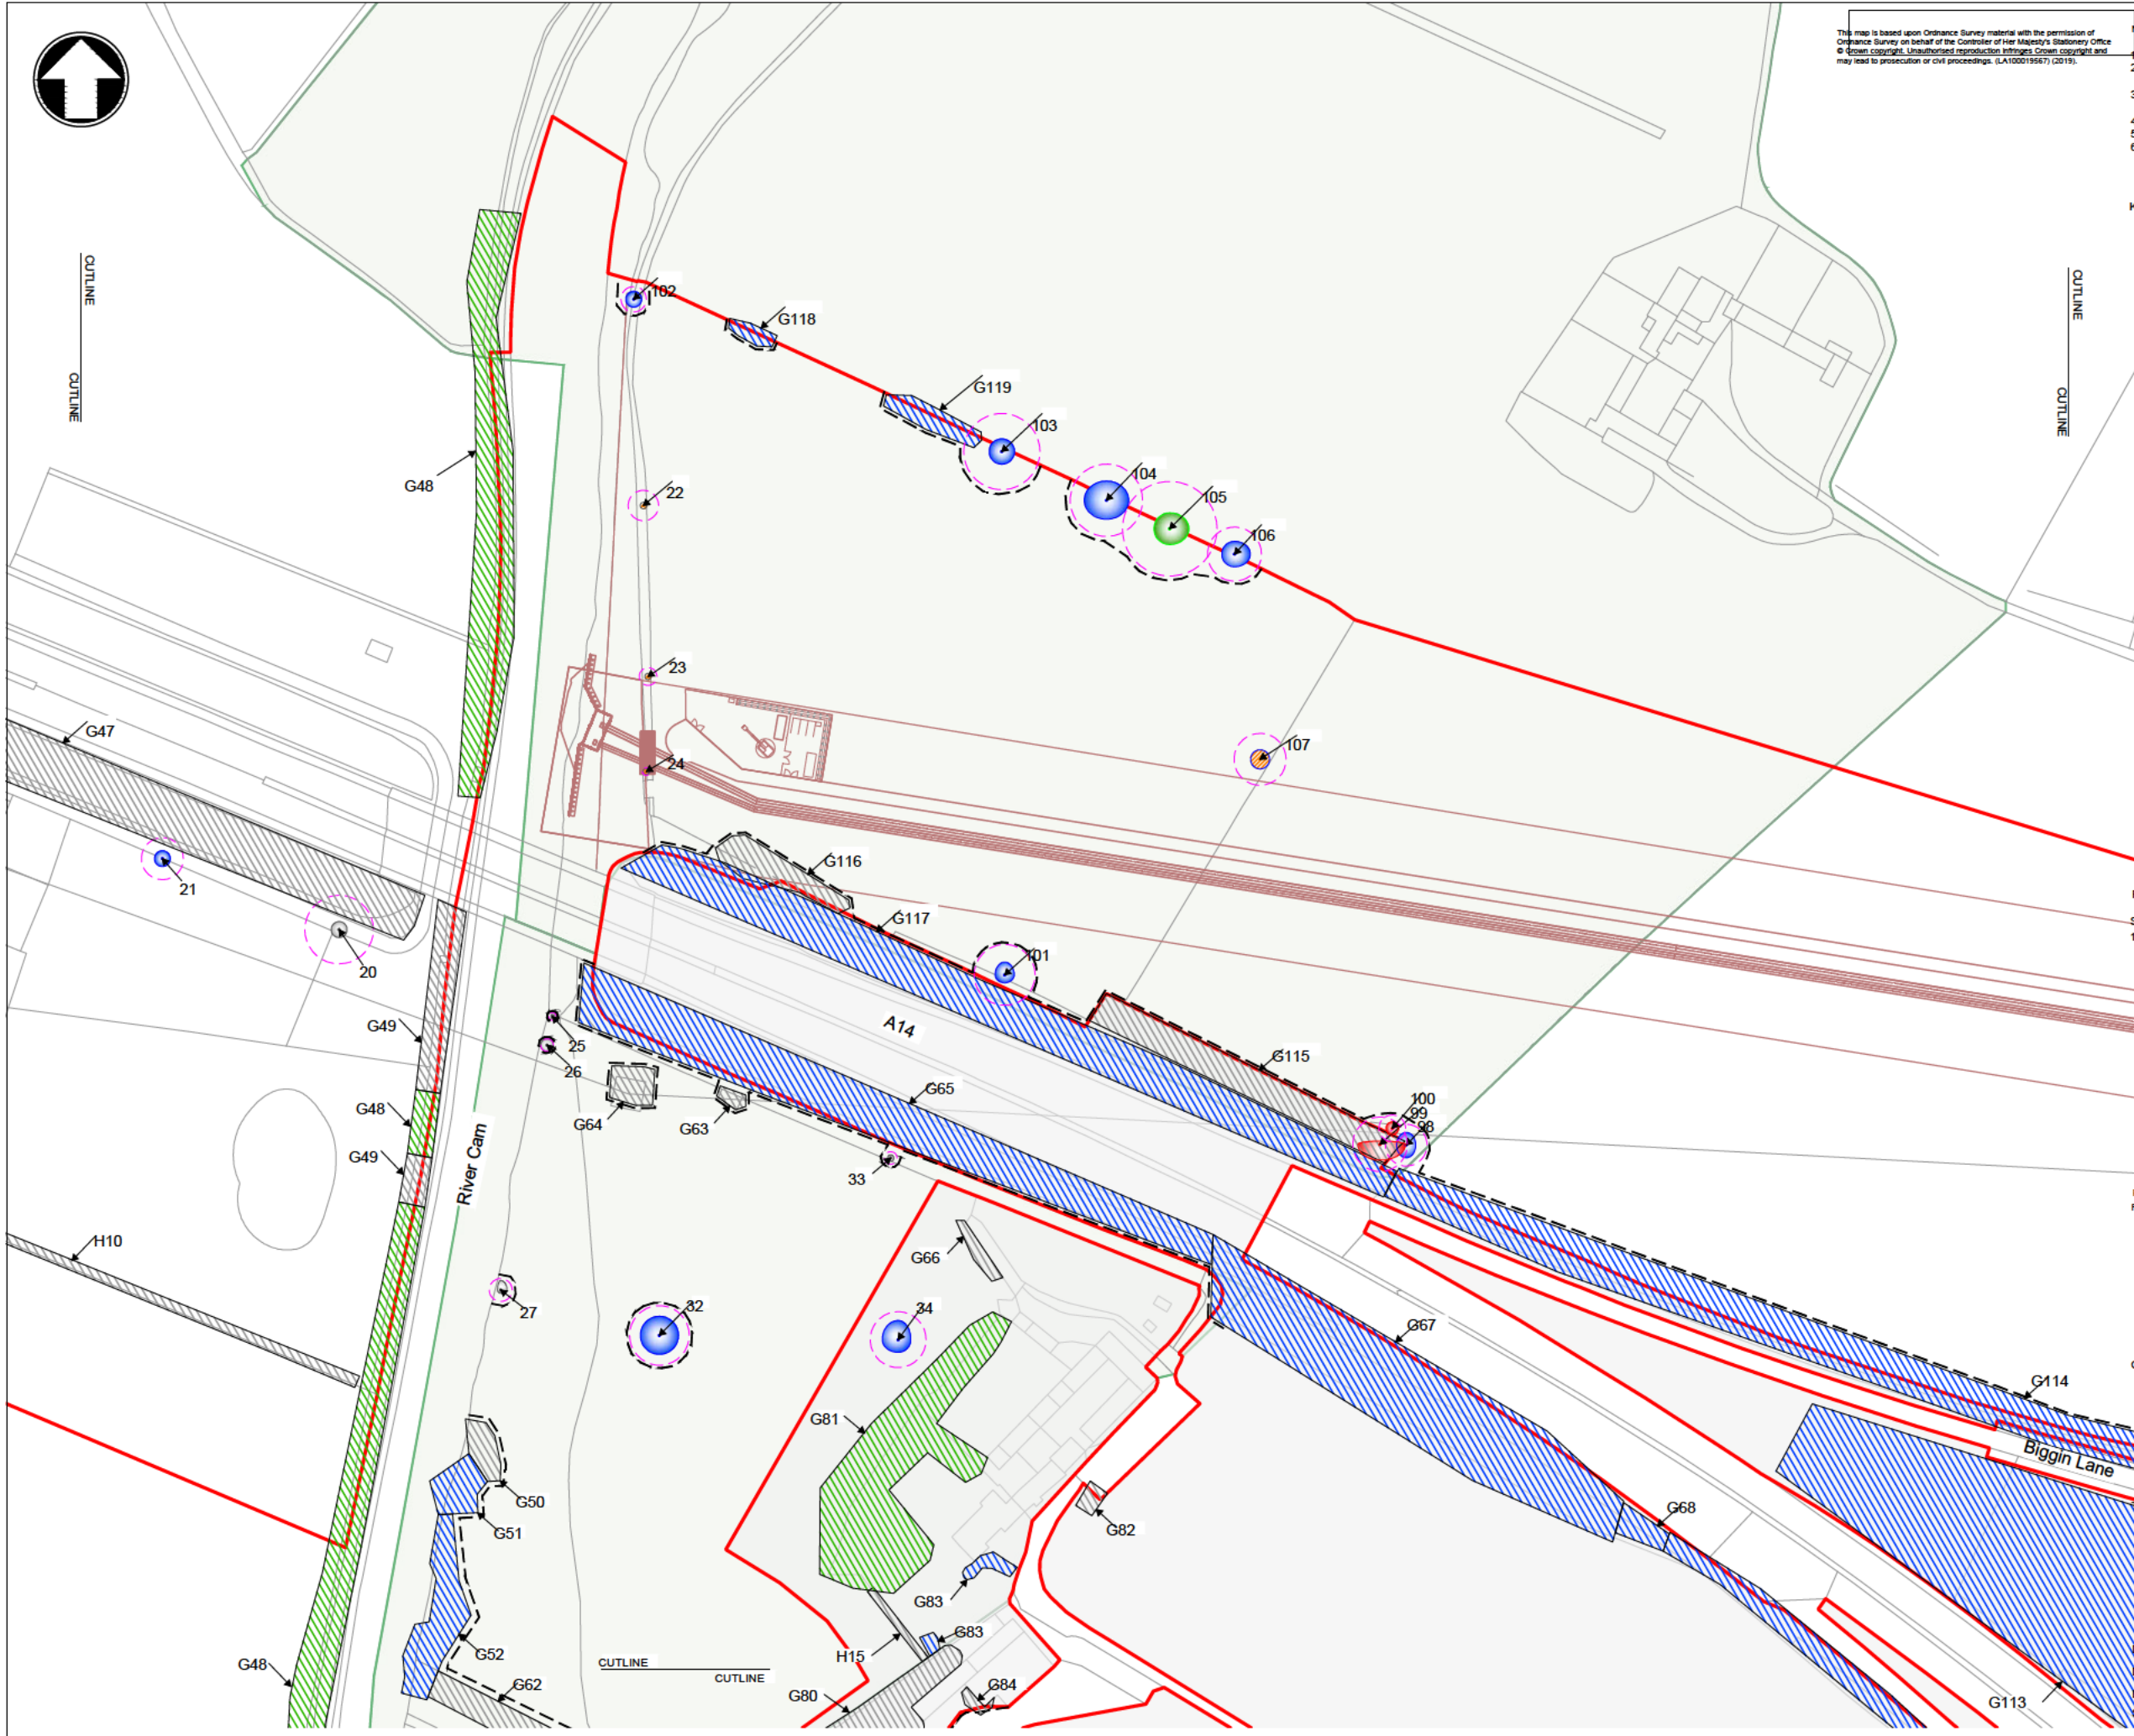 This map is based upon Ordnance Survey material with the permission of
Ordnance Survey on behalf of the Controller of Her Majesty's Stationery Office
© Crown copyright. Unauthorised reproduction infringes Crown copyright and
may lead to prosecution or civil proceedings. (LA100019567) (2019).
CUTLINE
CUTLINE
CUTLINE
CUTLINE
102
G118
G119
103
G48
104
22
105
106
23
G47
107
24
G116
21
G117
20
101
G49
A14
25
G115
26
G65
100
G48
99
G64
G63
98
G49
River Cam
33
H10
G66
27
32
34
G67
G114
G81
Biggin Lane
G50
G51
G68
G82
G83
G52
G83
H15
G48
CUTLINE
CUTLINE
G62
G80
G84
G113